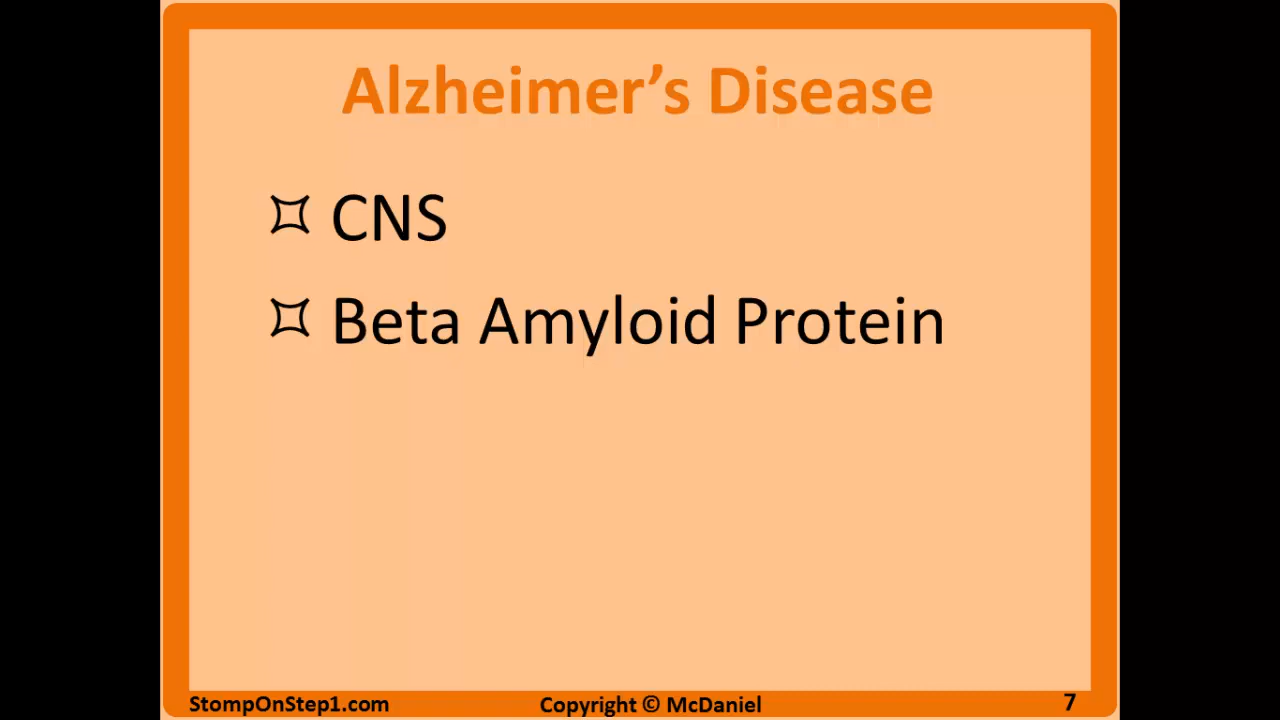 Alzheimer's Disease
¤ CNS
¤ Beta Amyloid Protein
StompOnStep1.com Copyright © McDaniel 7